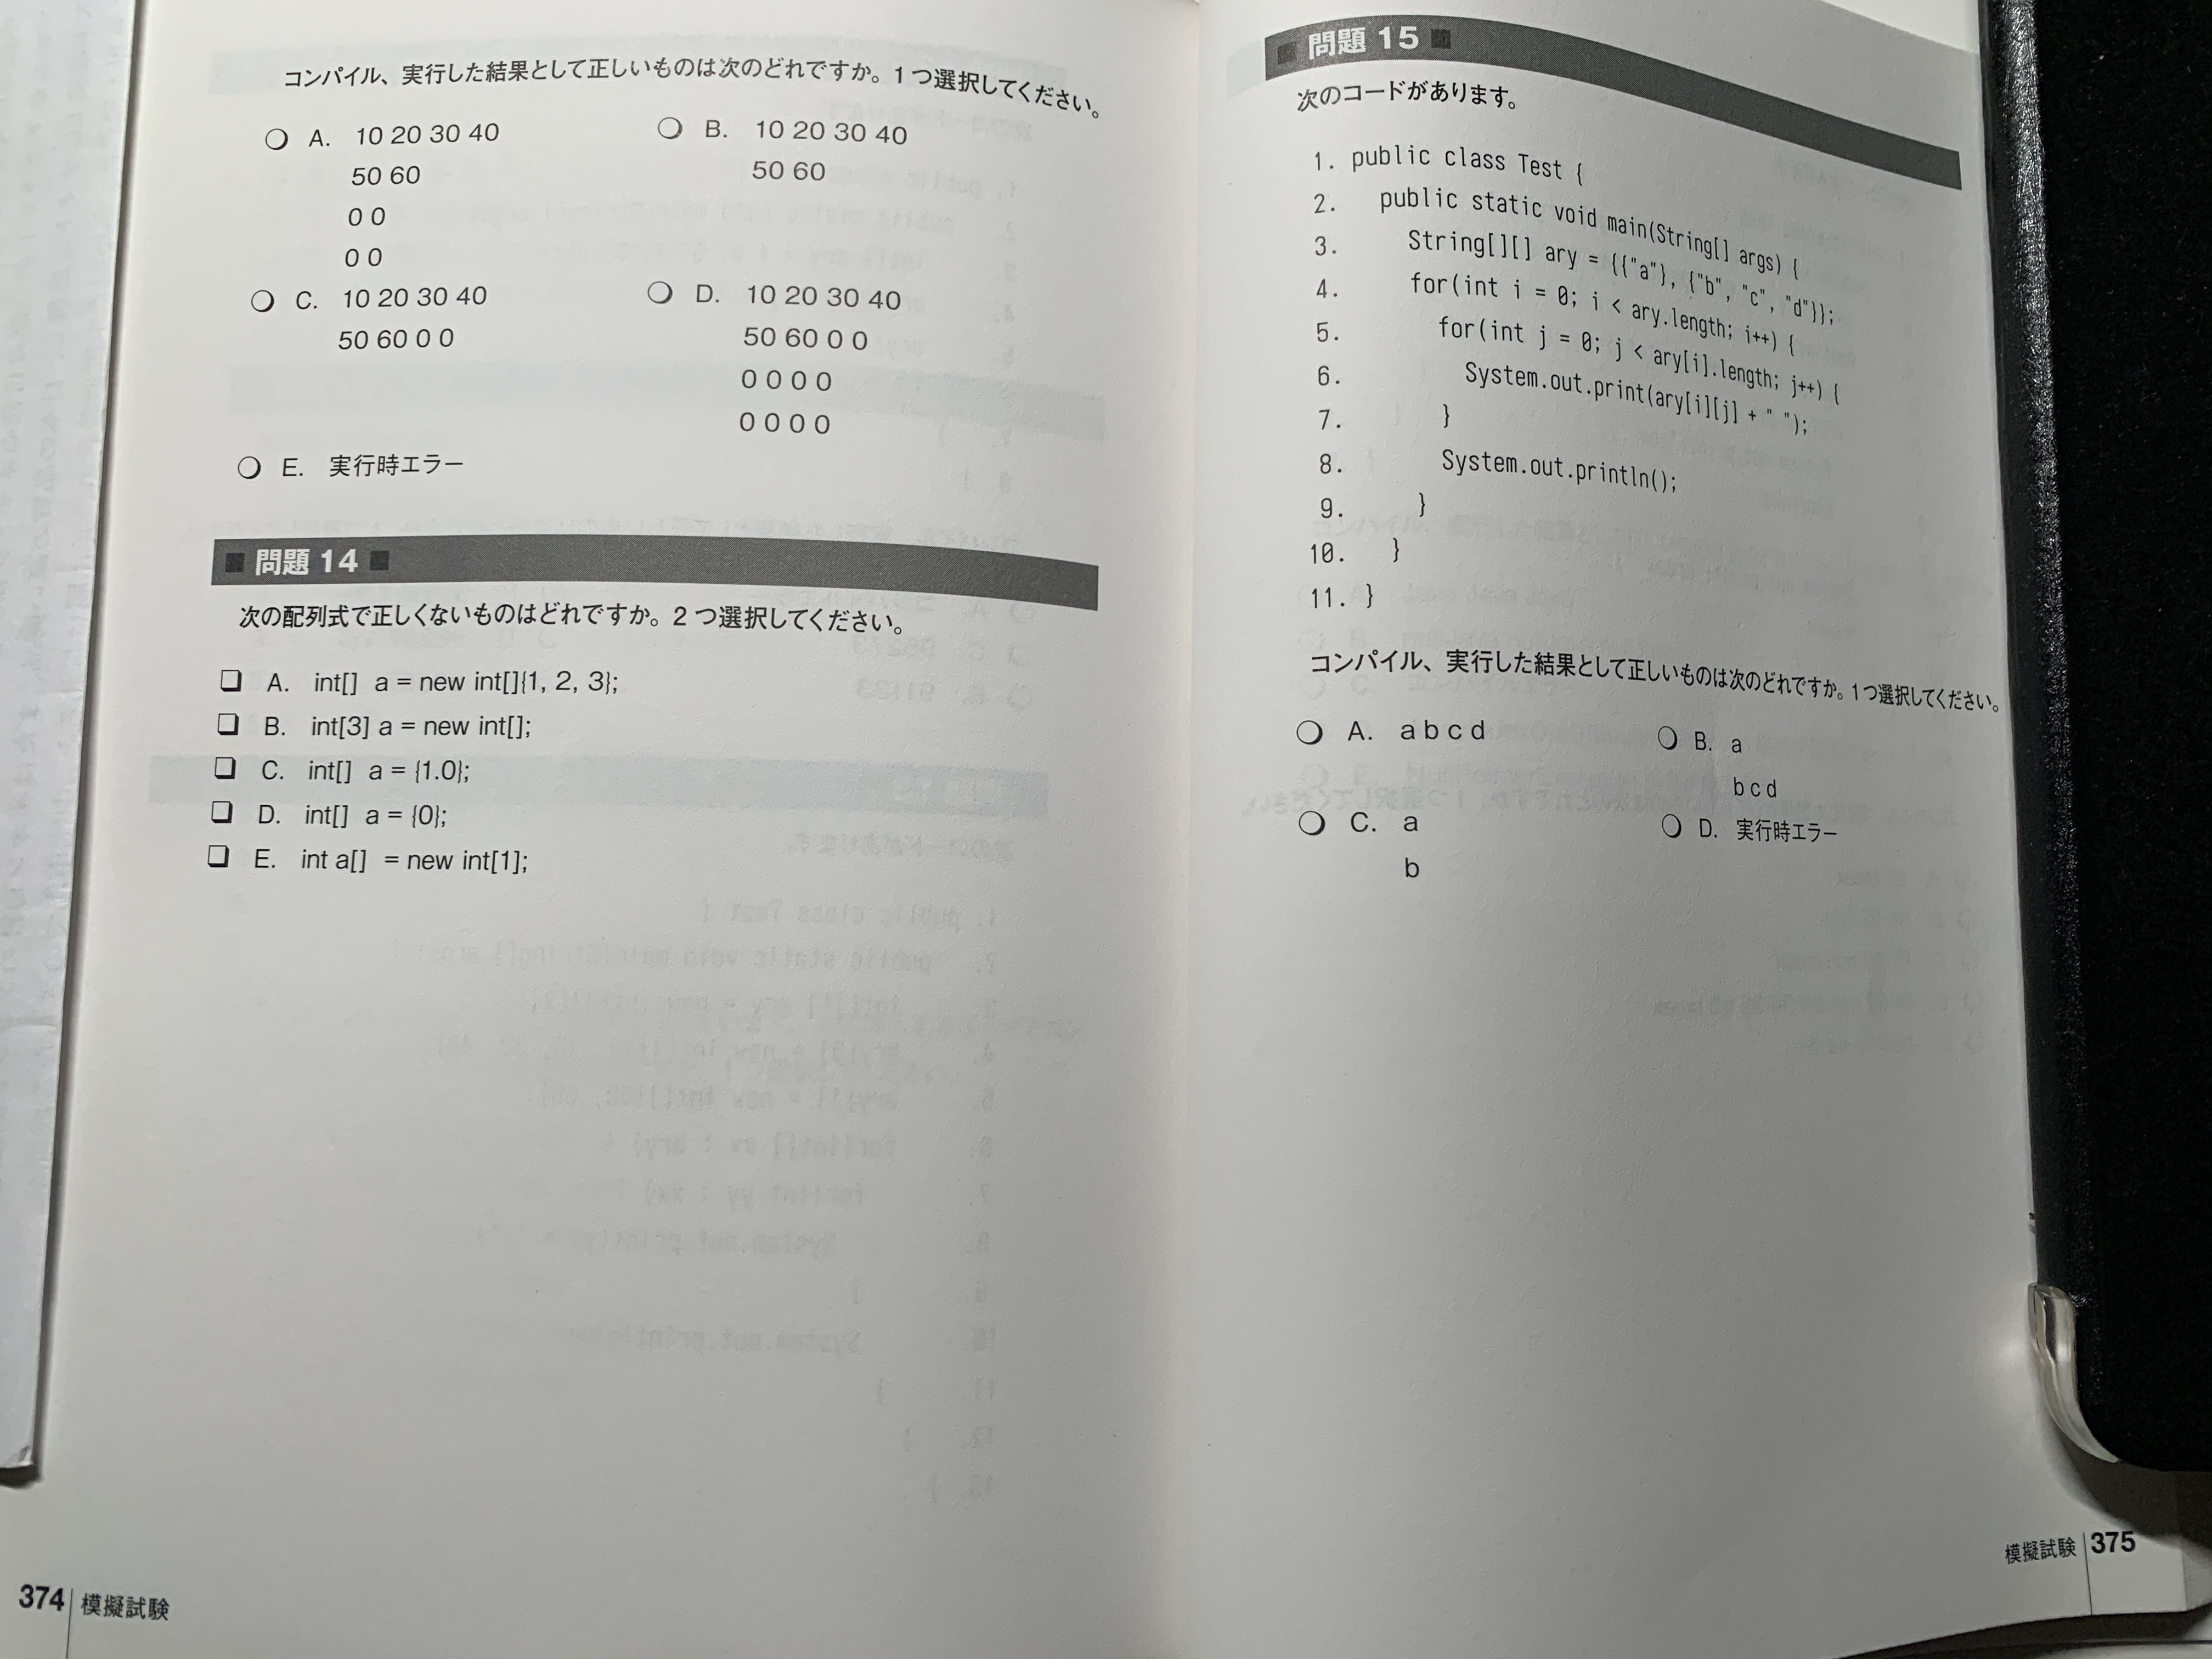 コンパイル、実行した結果として正しいものは次のどれですか。1つ選択してください。
A. 10 20 30 40
50 60
0 0
0 0
B. 10 20 30 40
50 60
C. 10 20 30 40
50 60 0 0
D. 10 20 30 40
50 60 0 0
0 0 0 0
0 0 0 0
E. 実行時エラー
■ 問題 14 ■
次の配列式で正しくないものはどれですか。2つ選択してください。
A. int[] a = new int[]{1, 2, 3};
B. int[3] a = new int[];
C. int[] a = {1.0};
D. int[] a = {0};
E. int a[] = new int[1];
374 模擬試験
■ 問題 15 ■
次のコードがあります。
1. public class Test {
2. public static void main(String[] args) {
3. String[][] ary = {{"a"}, {"b", "c", "d"}};
4. for(int i = 0; i < ary.length; i++) {
5. for(int j = 0; j < ary[i].length; j++) {
6. System.out.print(ary[i][j] + " ");
7. }
8. System.out.println();
9. }
10. }
11. }
コンパイル、実行した結果として正しいものは次のどれですか。1つ選択してください。
A. a b c d
B. a
b c d
C. a
b
D. 実行時エラー
模擬試験 375